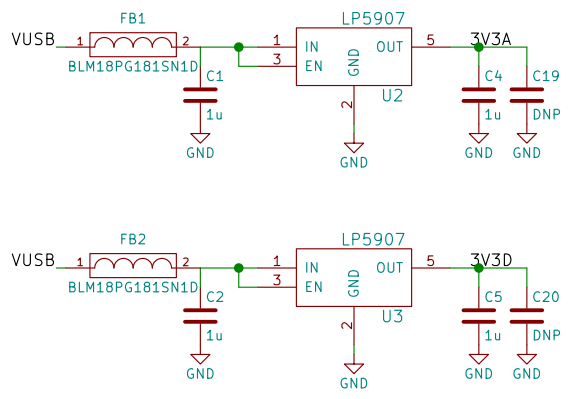 FB1
VUSB
1
2
BLM18PG181SN1D
C1
1u
GND
LP5907
1
IN
3
EN
GND
OUT
5
2
U2
GND
3V3A
C4
1u
GND
C19
DNP
GND
FB2
VUSB
1
2
BLM18PG181SN1D
C2
1u
GND
LP5907
1
IN
3
EN
GND
OUT
5
2
U3
GND
3V3D
C5
1u
GND
C20
DNP
GND